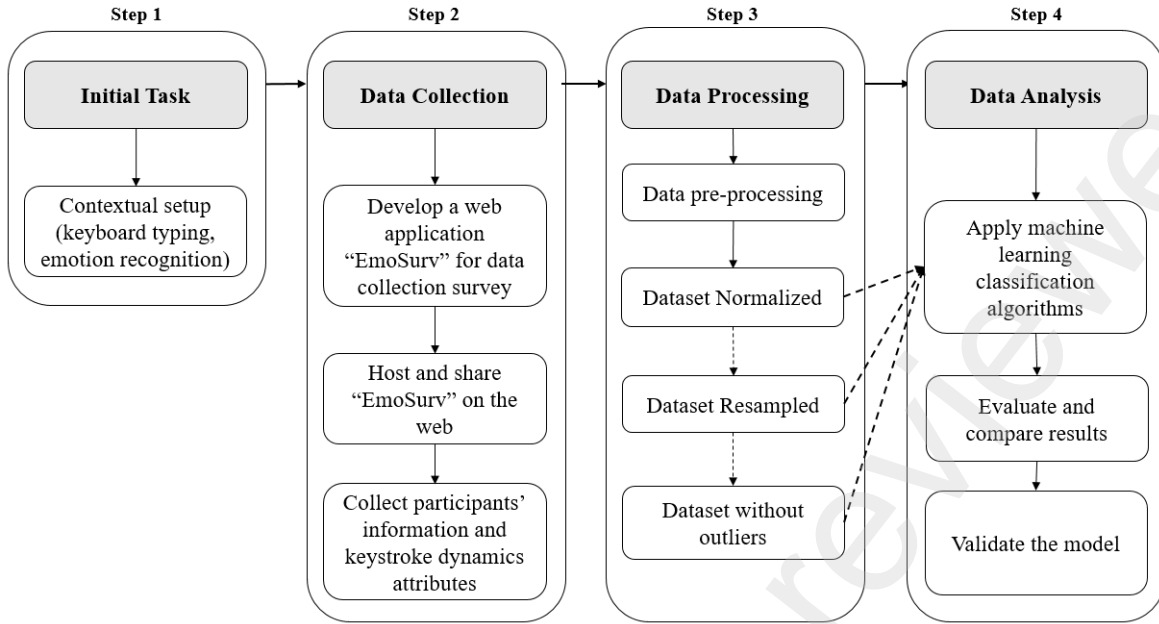 Step 1
Initial Task
Contextual setup
(keyboard typing,
emotion recognition)
Step 2
Data Collection
Develop a web
application
“EmoSurv” for data
collection survey
Host and share
“EmoSurv” on the
web
Collect participants’
information and
keystroke dynamics
attributes
Step 3
Data Processing
Data pre-processing
Dataset Normalized
Dataset Resampled
Dataset without
outliers
Step 4
Data Analysis
Apply machine
learning
classification
algorithms
Evaluate and
compare results
Validate the model
reviewe